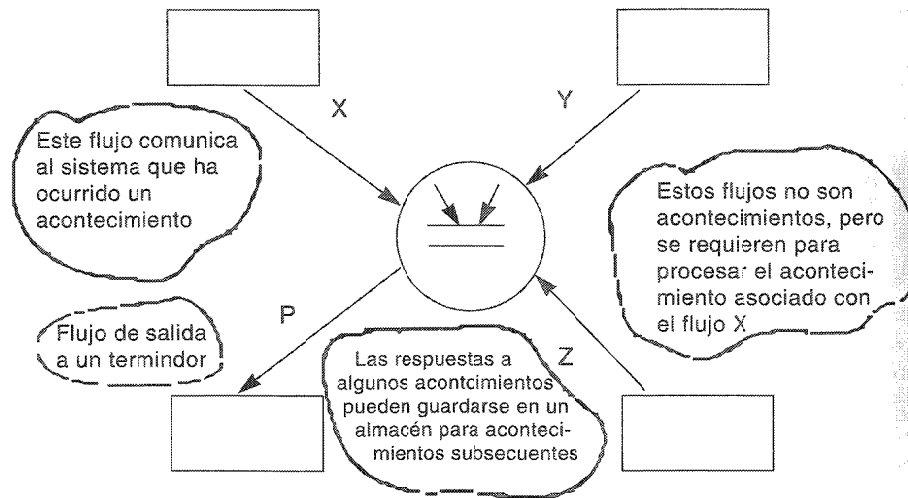 X
Y
Este flujo comunica
al sistema que ha
ocurrido un
acontecimiento
Estos flujos no son
acontecimientos, pero
se requieren para
procesar el aconteci-
miento asociado con
el flujo X
P
Flujo de salida
a un termindor
Z
Las respuestas a
algunos acontcimientos
pueden guardarse en un
almacén para aconteci-
mientos subsecuentes